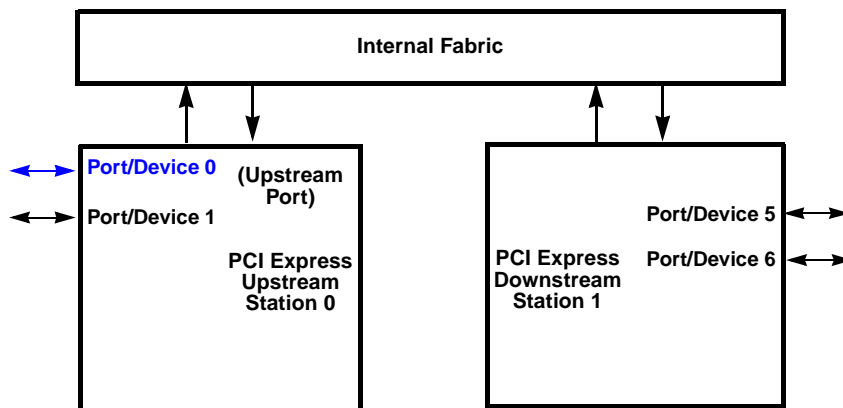 Internal Fabric
Port/Device 0
(Upstream
Port)
Port/Device 1
PCI Express
Upstream
Station 0
Port/Device 5
PCI Express
Downstream
Station 1
Port/Device 6